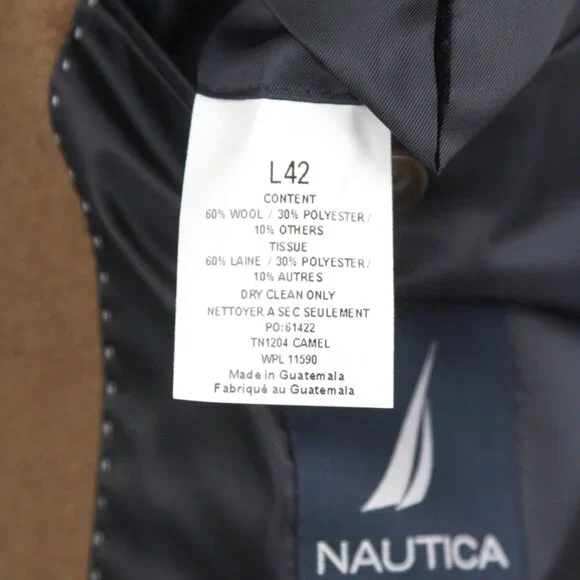 L42
CONTENT
60% WOOL / 30% POLYESTER/
10% OTHERS
TISSUE
60% LAINE / 30% POLYESTER/
10% AUTRES
DRY CLEAN ONLY
NETTOYER A SEC SEULEMENT
PO:61422
TN1204 CAMEL
WPL 11590
Made in Guatemala
Fabriqué au Guatemala
NAUTICA